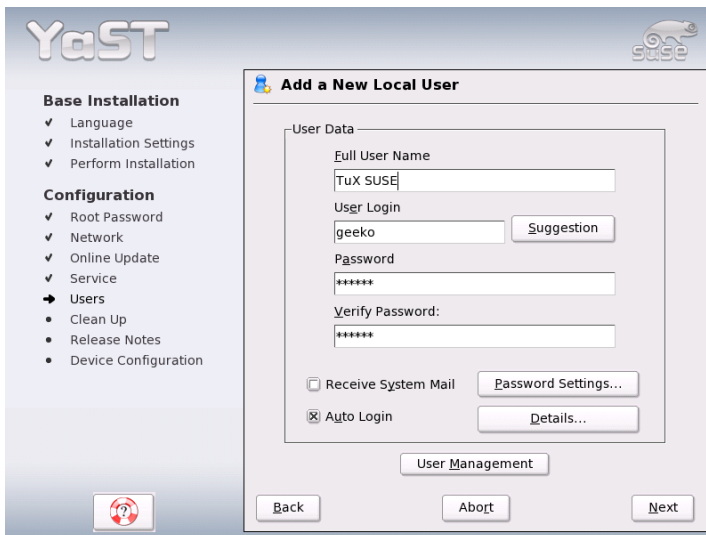 YaST
SUSE
Base Installation
Language
Installation Settings
Perform Installation
Configuration
Root Password
Network
Online Update
Service
Users
Clean Up
Release Notes
Device Configuration
Add a New Local User
User Data
Full User Name
TuX SUSE
User Login
geeko
Suggestion
Password
******
Verify Password:
******
Receive System Mail
Password Settings...
Auto Login
Details...
User Management
?
Back
Abort
Next